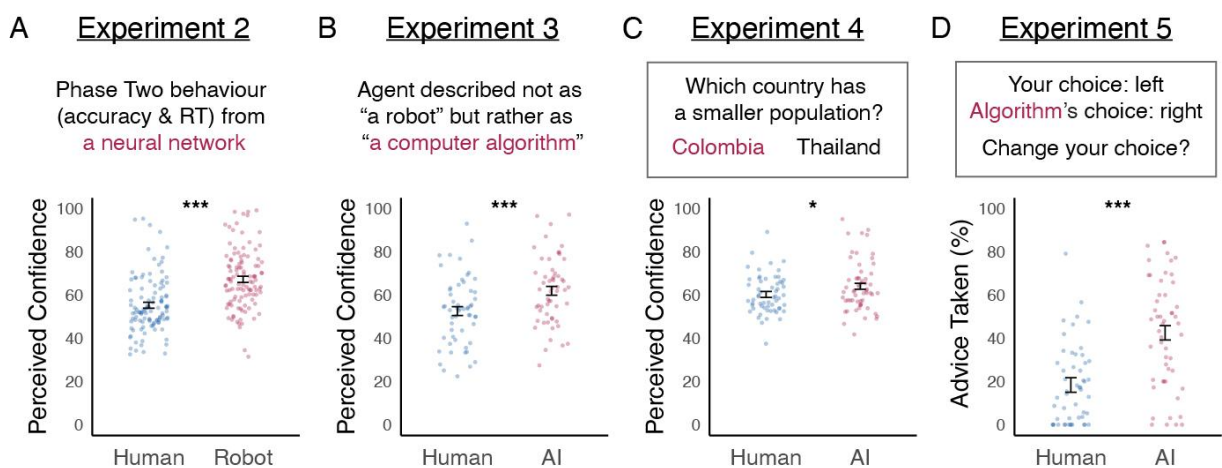 A Experiment 2
Phase Two behaviour
(accuracy & RT) from
a neural network
***
Perceived Confidence
100
80
60
40
20
0
Human Robot
B Experiment 3
Agent described not as
“a robot” but rather as
“a computer algorithm”
***
Perceived Confidence
100
80
60
40
20
0
Human AI
C Experiment 4
Which country has
a smaller population?
Colombia Thailand
*
Perceived Confidence
100
80
60
40
20
0
Human AI
D Experiment 5
Your choice: left
Algorithm’s choice: right
Change your choice?
***
Advice Taken (%)
100
80
60
40
20
0
Human AI